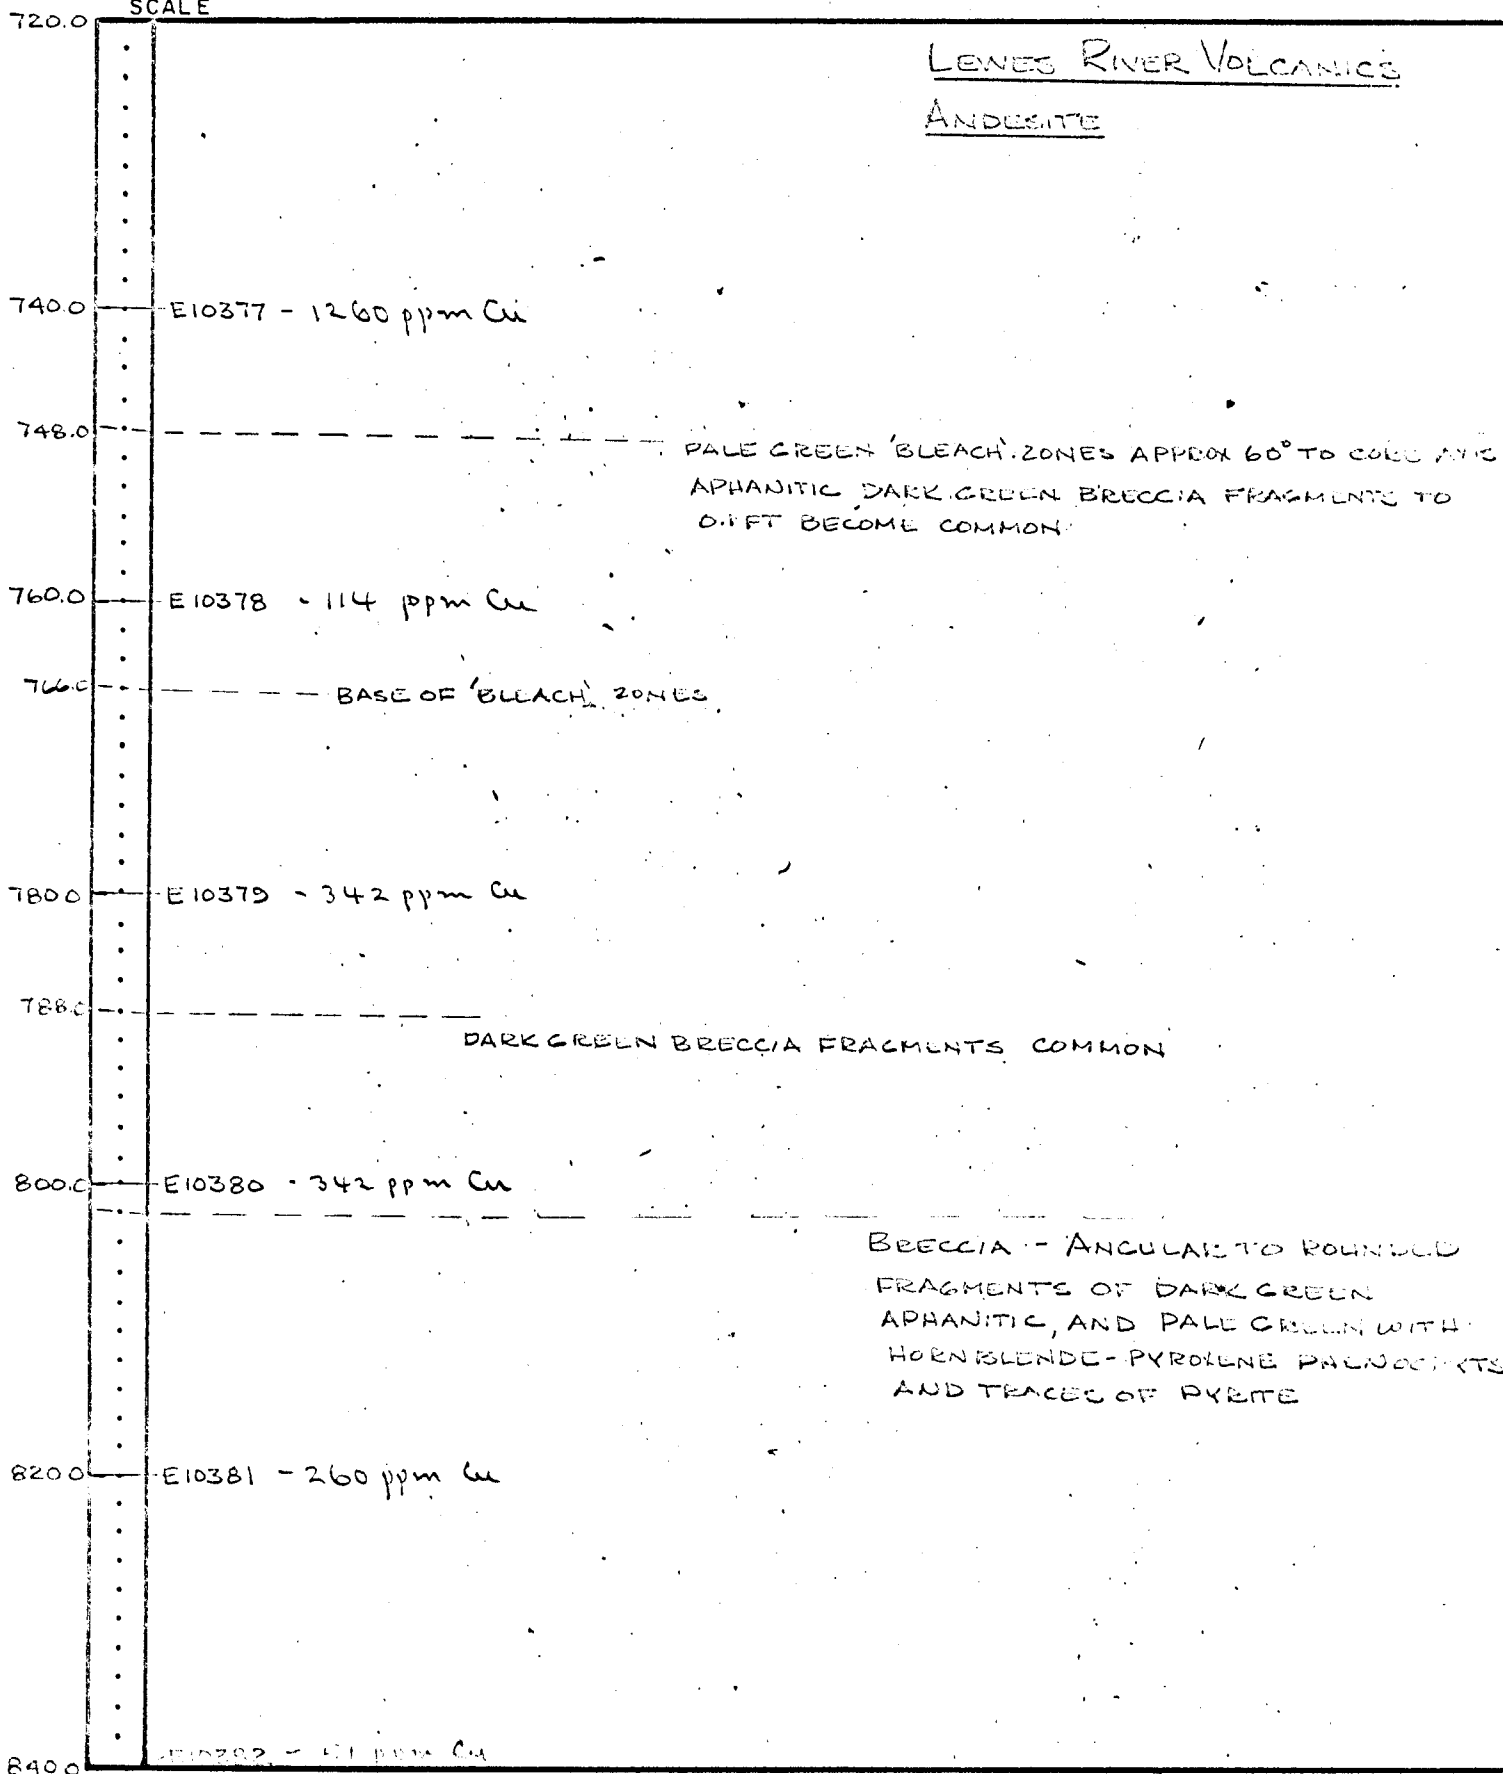 SCALE
720.0
LEWES RIVER VOLCANICS
ANDESITE
740.0 E10377 - 1260 ppm Cu
748.0
PALE GREEN 'BLEACH' ZONES APPROX 60° TO CORE AXIS
APHANITIC DARK GREEN BRECCIA FRAGMENTS TO
0.1 FT BECOME COMMON
760.0 E10378 - 114 ppm Cu
766.0 BASE OF 'BLEACH' ZONES
780.0 E10379 - 342 ppm Cu
788.0
DARK GREEN BRECCIA FRAGMENTS COMMON
800.0 E10380 - 342 ppm Cu
BRECCIA - ANGULAR TO ROUNDED
FRAGMENTS OF DARK GREEN
APHANITIC, AND PALE GREEN WITH
HORNBLENDE-PYROXENE PHENOCRYSTS
AND TRACES OF PYRITE
820.0 E10381 - 260 ppm Cu
ppm Cu
840.0